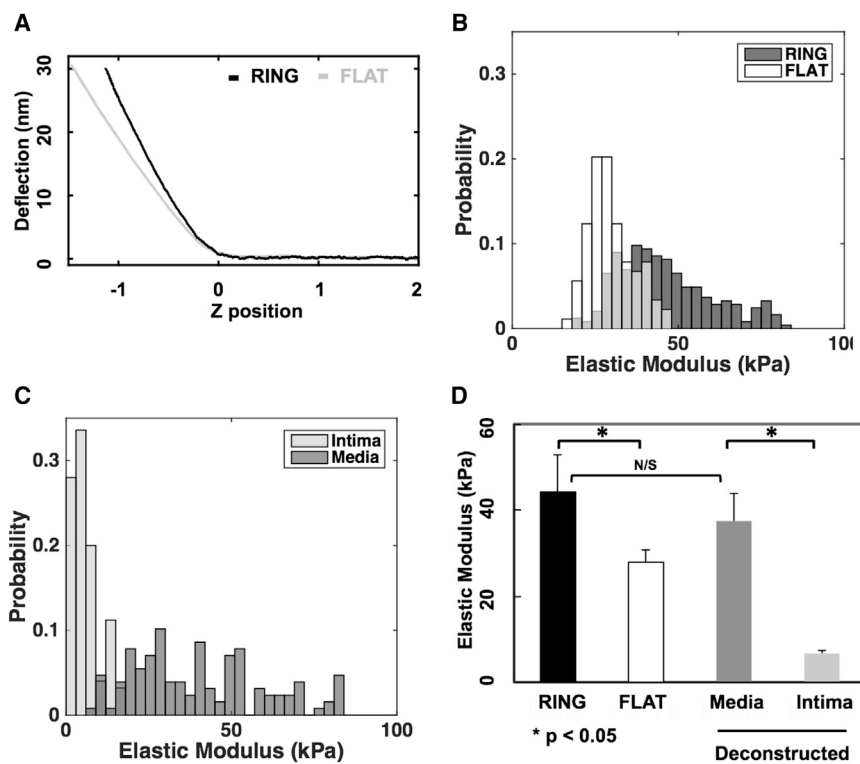 A
Deflection (nm)
30
20
10
0
RING FLAT
-1 0 1 2
Z position
B
Probability
0.3
0.2
0.1
0
RING
FLAT
0 50 100
Elastic Modulus (kPa)
C
Probability
0.3
0.2
0.1
0
Intima
Media
0 50 100
Elastic Modulus (kPa)
D
Elastic Modulus (kPa)
60
40
20
0
* *
N/S
RING FLAT Media Intima
* p < 0.05
Deconstructed